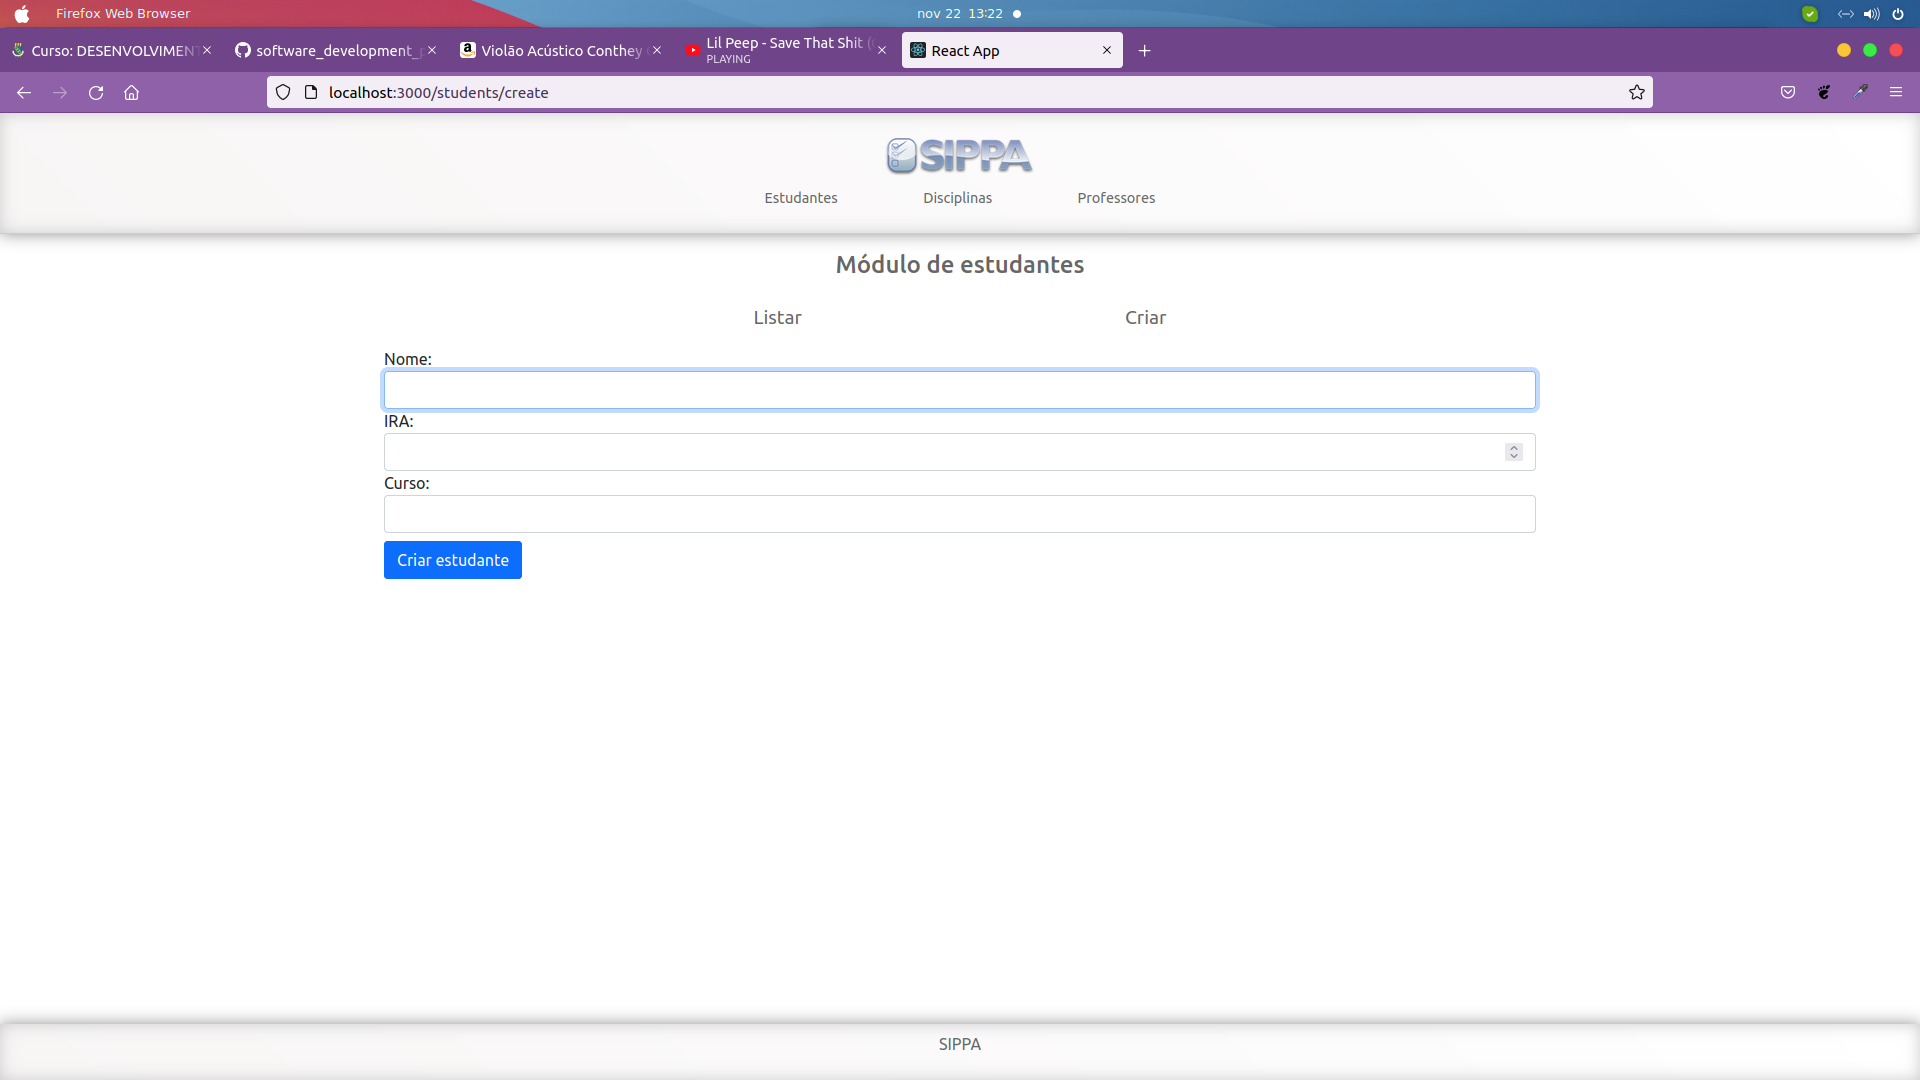 Firefox Web Browser
nov 22 13:22
Curso: DESENVOLVIMEN
software_development_
Violão Acústico Conthey
Lil Peep - Save That Shit (
PLAYING
React App
localhost:3000/students/create
SIPPA
Estudantes
Disciplinas
Professores
Módulo de estudantes
Listar
Criar
Nome:
IRA:
Curso:
Criar estudante
SIPPA